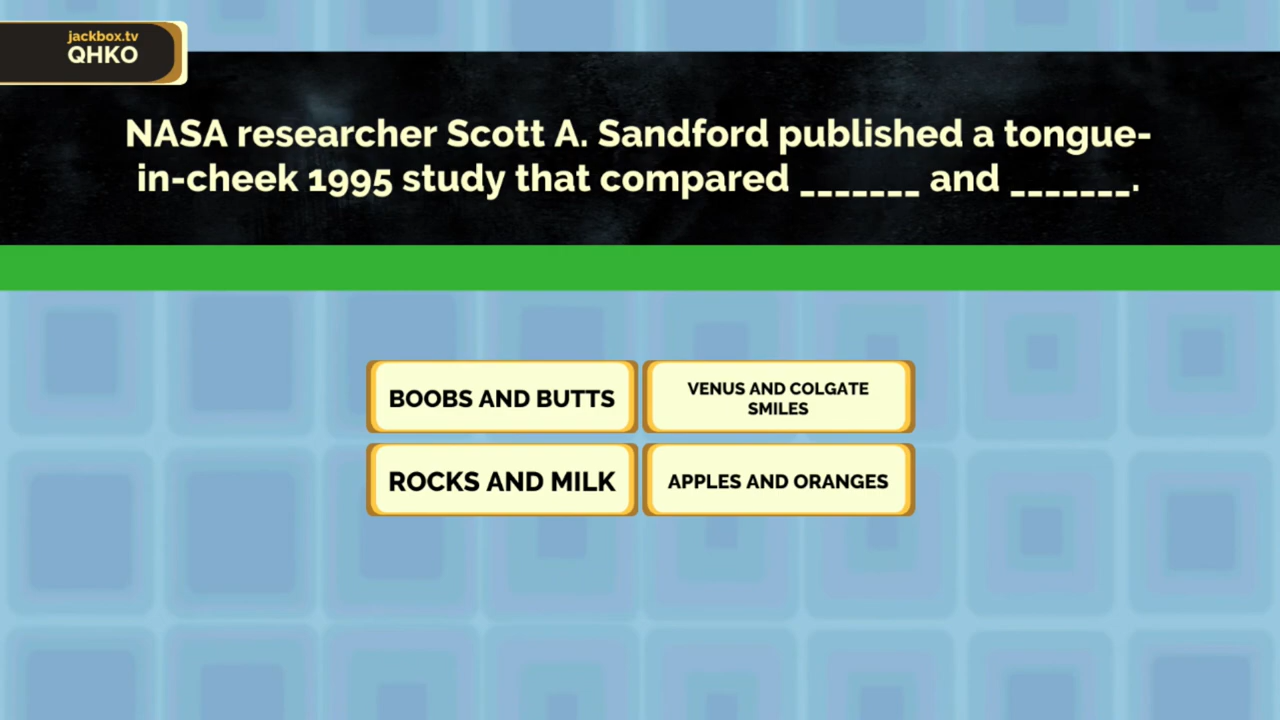 jackbox.tv
QHKO
NASA researcher Scott A. Sandford published a tongue-
in-cheek 1995 study that compared _______ and _______.
BOOBS AND BUTTS
VENUS AND COLGATE
SMILES
ROCKS AND MILK
APPLES AND ORANGES